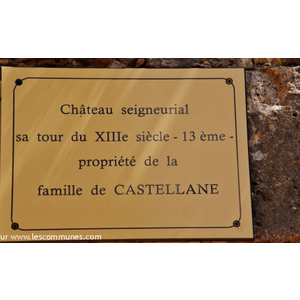 Château seigneurial
sa tour du XIIIe siècle - 13 ème -
propriété de la
famille de CASTELLANE
ur www.lescommunes.com